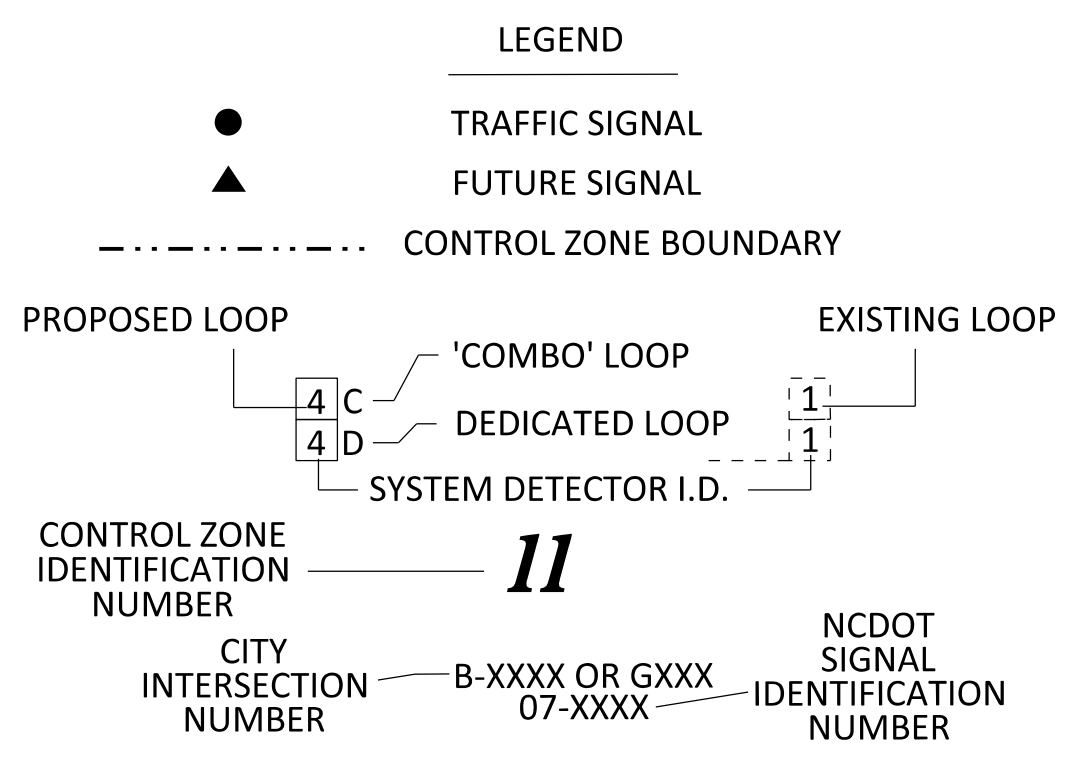 LEGEND
TRAFFIC SIGNAL
FUTURE SIGNAL
CONTROL ZONE BOUNDARY
PROPOSED LOOP
EXISTING LOOP
'COMBO' LOOP
4 C
1
DEDICATED LOOP
4 D
1
SYSTEM DETECTOR I.D.
CONTROL ZONE
IDENTIFICATION
NUMBER
11
CITY
INTERSECTION
NUMBER
B-XXXX OR GXXX
07-XXXX
NCDOT
SIGNAL
IDENTIFICATION
NUMBER